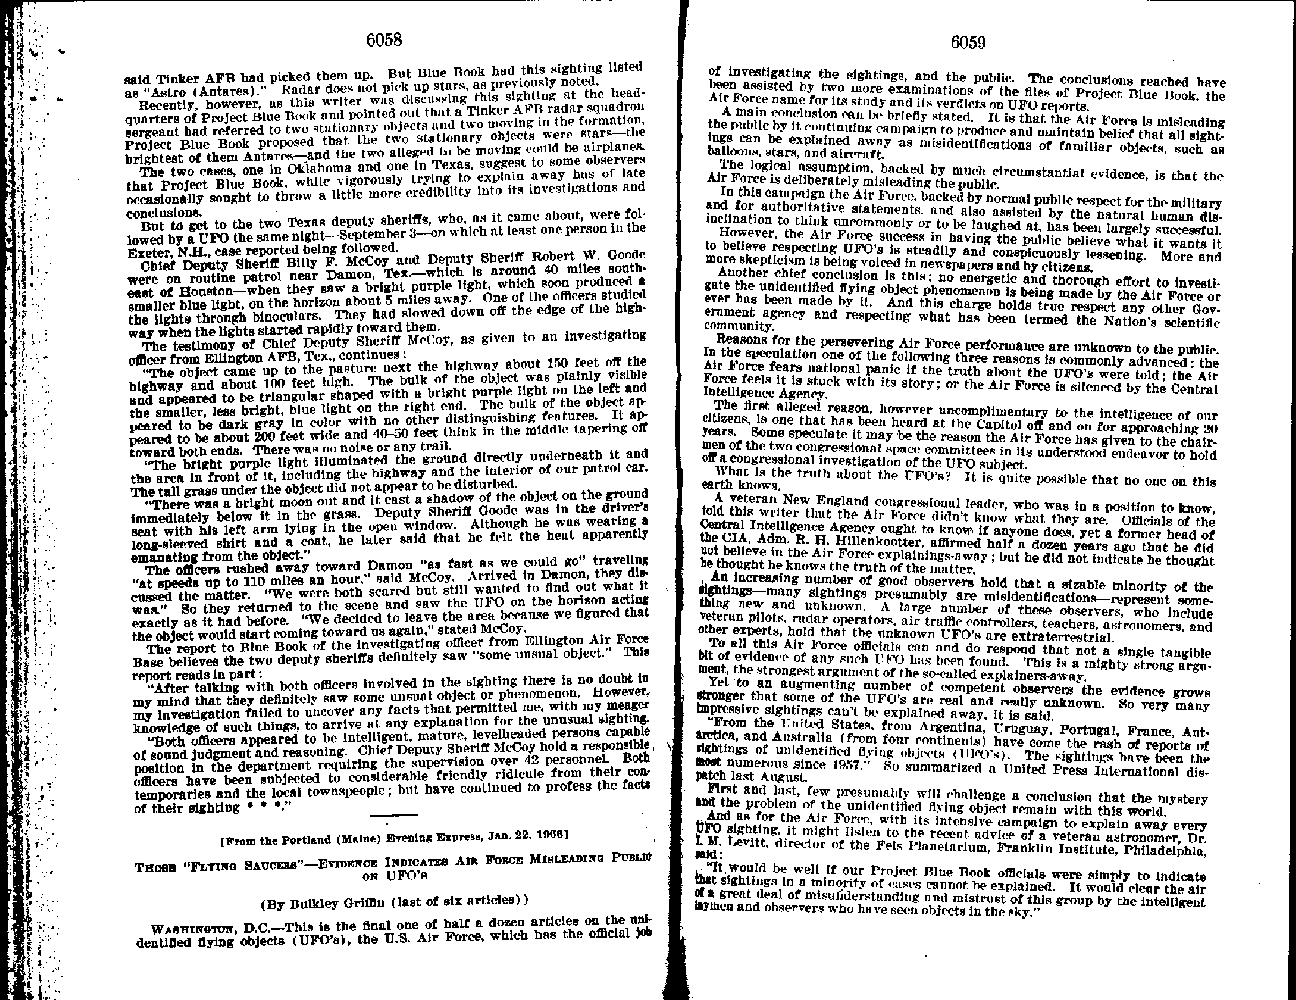 6058
said Tinker AFB had picked them up. But Blue Book had this sighting listed
as "Astro (Antares)." Radar does not pick up stars, as previously noted.
Recently, however, as this writer was discussing this sighting at the head-
quarters of Project Blue Book and pointed out that a Tinker AFB radar squadron
sergeant had referred to two stationary objects and two moving in the formation,
Project Blue Book proposed that the two stationary objects were stars—the
brightest of them Antares—and the two alleged to be moving could be airplanes.
The two cases, one in Oklahoma and one in Texas, suggest to some observers
that Project Blue Book, while vigorously trying to explain away has of late
occasionally sought to throw a little more credibility into its investigations and
conclusions.
But to get to the two Texas deputy sheriffs, who, as it came about, were fol-
lowed by a UFO the same night—September 3—on which at least one person in the
Exeter, N.H., case reported being followed.
Chief Deputy Sheriff Billy F. McCoy and Deputy Sheriff Robert W. Goode
were on routine patrol near Damon, Tex.—which is around 40 miles south-
east of Houston—when they saw a bright purple light, which soon produced a
smaller blue light, on the horizon about 5 miles away. One of the officers studied
the lights through binoculars. They had slowed down off the edge of the high-
way when the lights started rapidly toward them.
The testimony of Chief Deputy Sheriff McCoy, as given to an investigating
officer from Ellington AFB, Tex., continues:
"The object came up to the pasture next the highway about 150 feet off the
highway and about 100 feet high. The bulk of the object was plainly visible
and appeared to be triangular shaped with a bright purple light on the left and
the smaller, less bright, blue light on the right end. The bulk of the object ap-
peared to be dark gray in color with no other distinguishing features. It ap-
peared to be about 200 feet wide and 40–50 feet think in the middle tapering off
toward both ends. There was no noise or any trail.
"The bright purple light illuminated the ground directly underneath it and
the area in front of it, including the highway and the interior of our patrol car.
The tall grass under the object did not appear to be disturbed.
"There was a bright moon out and it cast a shadow of the object on the ground
immediately below it in the grass. Deputy Sheriff Goode was in the driver's
seat with his left arm lying in the open window. Although he was wearing a
long-sleeved shirt and a coat, he later said that he felt the heat apparently
emanating from the object."
The officers rushed away toward Damon "as fast as we could go" traveling
"at speeds up to 110 miles an hour," said McCoy. Arrived in Damon, they dis-
cussed the matter. "We were both scared but still wanted to find out what it
was." So they returned to the scene and saw the UFO on the horizon acting
exactly as it had before. "We decided to leave the area because we figured that
the object would start coming toward us again," stated McCoy.
The report to Blue Book of the investigating officer from Ellington Air Force
Base believes the two deputy sheriffs definitely saw "some unsual object." This
report reads in part:
"After talking with both officers involved in the sighting there is no doubt in
my mind that they definitely saw some unusual object or phenomenon. However,
my investigation failed to uncover any facts that permitted me, with my meager
knowledge of such things, to arrive at any explanation for the unusual sighting.
"Both officers appeared to be intelligent, mature, levelheaded persons capable
of sound judgment and reasoning. Chief Deputy Sheriff McCoy hold a responsible
position in the department requiring the supervision over 42 personnel. Both
officers have been subjected to considerable friendly ridicule from their con-
temporaries and the local townspeople; but have continued to profess the facts
of their sighting * * *."
[From the Portland (Maine) Evening Express, Jan. 22, 1966]
THOSE "FLYING SAUCERS"—EVIDENCE INDICATES AIR FORCE MISLEADING PUBLIC
ON UFO'S
(By Bulkley Griffin (last of six articles))
WASHINGTON, D.C.—This is the final one of half a dozen articles on the uni-
dentified flying objects (UFO's), the U.S. Air Force, which has the official job
6059
of investigating the sightings, and the public. The conclusions reached have
been assisted by two more examinations of the files of Project Blue Book, the
Air Force name for its study and its verdicts on UFO reports.
A main conclusion can be briefly stated. It is that the Air Force is misleading
the public by it continuing campaign to produce and maintain belief that all sight-
ings can be explained away as misidentifications of familiar objects, such as
balloons, stars, and aircraft.
The logical assumption, backed by much circumstantial evidence, is that the
Air Force is deliberately misleading the public.
In this campaign the Air Force, backed by normal public respect for the military
and for authoritative statements, and also assisted by the natural human dis-
inclination to think uncommonly or to be laughed at, has been largely successful.
However, the Air Force success in having the public believe what it wants it
to believe respecting UFO's is steadily and conspicuously lessening. More and
more skepticism is being voiced in newspapers and by citizens.
Another chief conclusion is this: no energetic and thorough effort to investi-
gate the unidentified flying object phenomenon is being made by the Air Force or
ever has been made by it. And this charge holds true respect any other Gov-
ernment agency and respecting what has been termed the Nation's scientific
community.
Reasons for the persevering Air Force performance are unknown to the public.
In the speculation one of the following three reasons is commonly advanced: the
Air Force fears national panic if the truth about the UFO's were told; the Air
Force feels it is stuck with its story; or the Air Force is silenced by the Central
Intelligence Agency.
The first alleged reason, however uncomplimentary to the intelligence of our
citizens, is one that has been heard at the Capitol off and on for approaching 20
years. Some speculate it may be the reason the Air Force has given to the chair-
men of the two congressional space committees in its understood endeavor to hold
off a congressional investigation of the UFO subject.
What is the truth about the UFO's? It is quite possible that no one on this
earth knows.
A veteran New England congressional leader, who was in a position to know,
told this writer that the Air Force didn't know what they are. Officials of the
Central Intelligence Agency ought to know if anyone does, yet a former head of
the CIA, Adm. R. H. Hillenkoetter, affirmed half a dozen years ago that he did
not believe in the Air Force explainings-away; but he did not indicate he thought
he thought he knows the truth of the matter.
An increasing number of good observers hold that a sizable minority of the
sightings—many sightings presumably are misidentifications—represent some-
thing new and unknown. A large number of these observers, who include
veteran pilots, radar operators, air traffic controllers, teachers, astronomers, and
other experts, hold that the unknown UFO's are extraterrestrial.
To all this Air Force officials can and do respond that not a single tangible
bit of evidence of any such UFO has been found. This is a mighty strong argu-
ment, the strongest argument of the so-called explainers-away.
Yet to an augmenting number of competent observers the evidence grows
stronger that some of the UFO's are real and really unknown. So very many
impressive sightings can't be explained away, it is said.
"From the United States, from Argentina, Uruguay, Portugal, France, Ant-
arctica, and Australia (from four continents) have come the rash of reports of
sightings of unidentified flying objects (UFO's). The sightings have been the
most numerous since 1957." So summarized a United Press International dis-
patch last August.
First and last, few presumably will challenge a conclusion that the mystery
and the problem of the unidentified flying object remain with this world.
And as for the Air Force, with its intensive campaign to explain away every
UFO sighting, it might listen to the recent advice of a veteran astronomer, Dr.
I. M. Levitt, director of the Fels Planetarium, Franklin Institute, Philadelphia,
said:
"It would be well if our Project Blue Book officials were simply to indicate
that sightings in a minority of cases cannot be explained. It would clear the air
of a great deal of misunderstanding and mistrust of this group by the intelligent
laymen and observers who have seen objects in the sky."